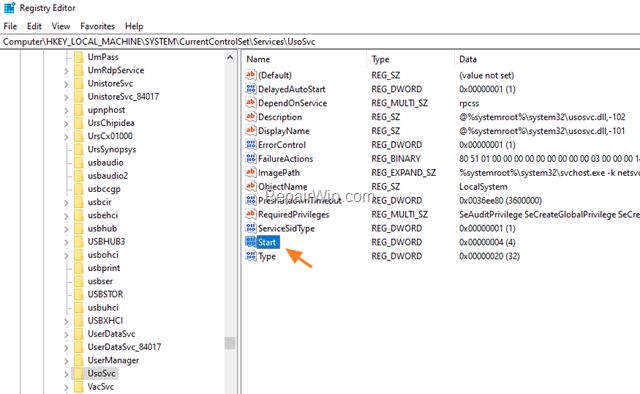 Registry Editor
File Edit View Favorites Help
Computer\HKEY_LOCAL_MACHINE\SYSTEM\CurrentControlSet\Services\UsoSvc
UmPass
UmRdpService
UnistoreSvc
UnistoreSvc_84017
upnphost
UrsChipidea
UrsCx01000
UrsSynopsys
usbaudio
usbaudio2
usbccgp
usbcir
usbehci
usbhub
USBHUB3
usbohci
usbprint
usbser
USBSTOR
usbuhci
USBXHCI
UserDataSvc
UserDataSvc_84017
UserManager
UsoSvc
VacSvc
Name Type Data
(Default) REG_SZ (value not set)
DelayedAutoStart REG_DWORD 0x00000001 (1)
DependOnService REG_MULTI_SZ rpcss
Description REG_SZ @%systemroot%\system32\usosvc.dll,-102
DisplayName REG_SZ @%systemroot%\system32\usosvc.dll,-101
ErrorControl REG_DWORD 0x00000001 (1)
FailureActions REG_BINARY 80 51 01 00 00 00 00 00 00 00 00 00 03 00 00 00 14
ImagePath REG_EXPAND_SZ %systemroot%\system32\svchost.exe -k netsvc
ObjectName REG_SZ LocalSystem
RepairWin.com
PreshutdownTimeout REG_DWORD 0x0036ee80 (3600000)
RequiredPrivileges REG_MULTI_SZ SeAuditPrivilege SeCreateGlobalPrivilege SeC
ServiceSidType REG_DWORD 0x00000001 (1)
Start REG_DWORD 0x00000004 (4)
Type REG_DWORD 0x00000020 (32)